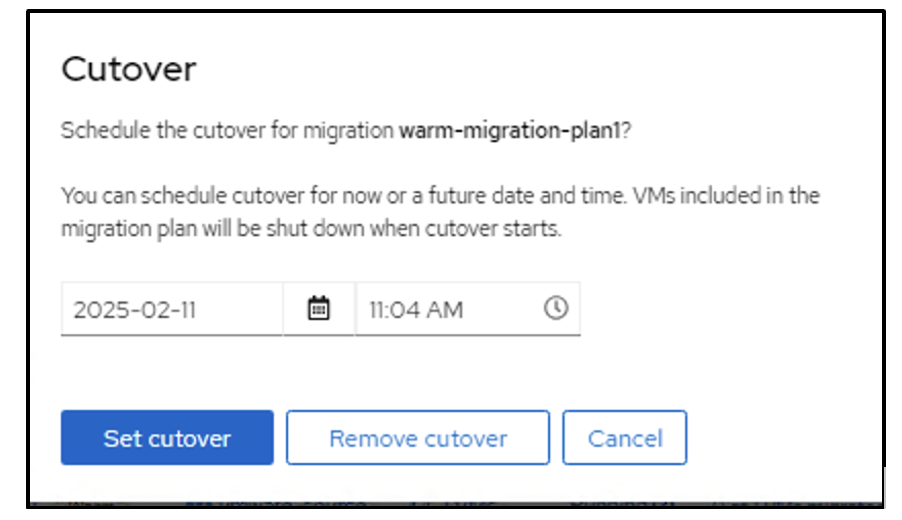 Cutover
Schedule the cutover for migration warm-migration-plan1?
You can schedule cutover for now or a future date and time. VMs included in the
migration plan will be shut down when cutover starts.
2025-02-11 11:04 AM
Set cutover Remove cutover Cancel